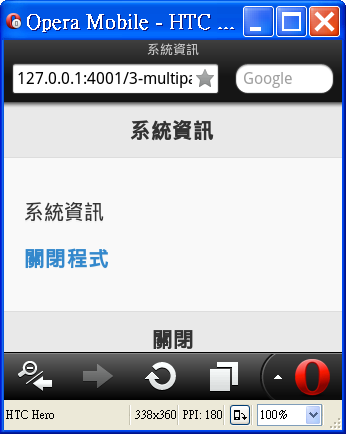 Opera Mobile - HTC ...
系統資訊
127.0.0.1:4001/3-multipa
Google
系統資訊
系統資訊
關閉程式
關閉
HTC Hero 338x360 PPI: 180 100%